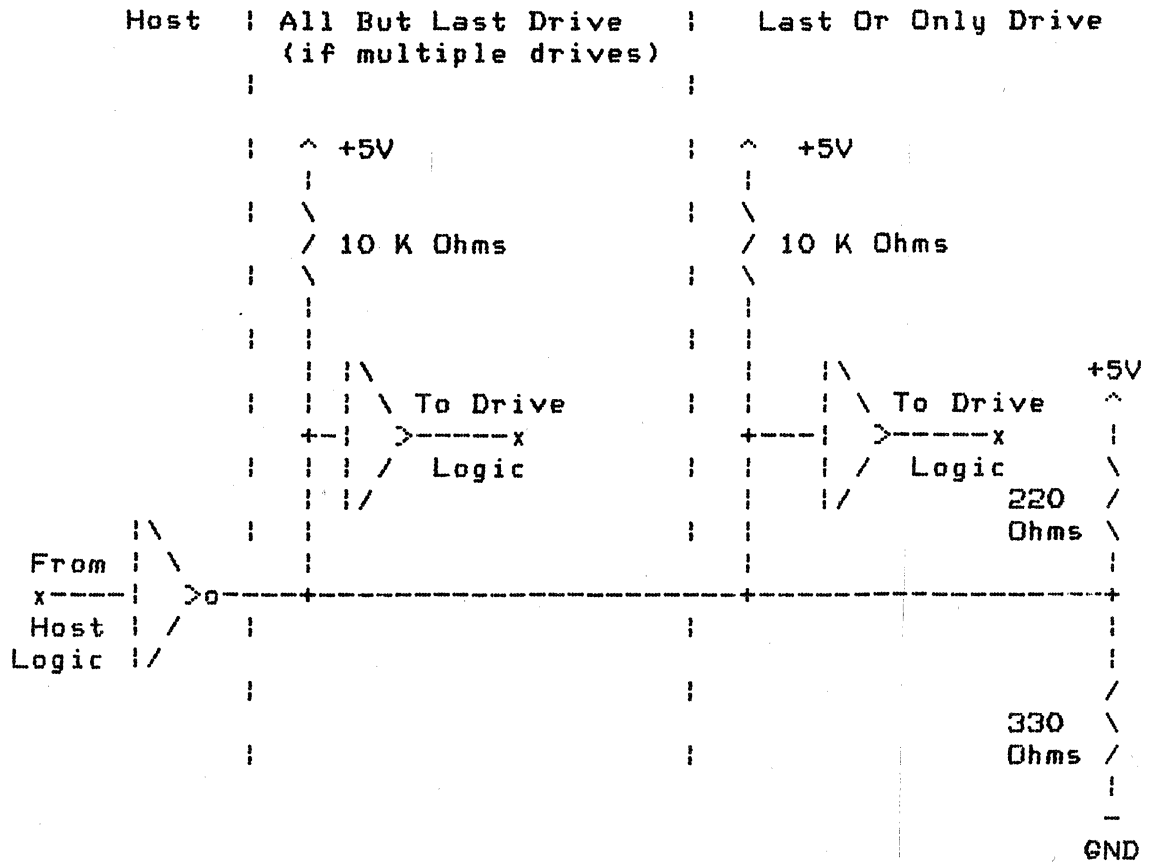 Host All But Last Drive Last Or Only Drive
(if multiple drives)
+5V +5V
10 K Ohms 10 K Ohms
+5V
To Drive To Drive
x x
Logic Logic
220
Ohms
From
x
Host
Logic
330
Ohms
GND